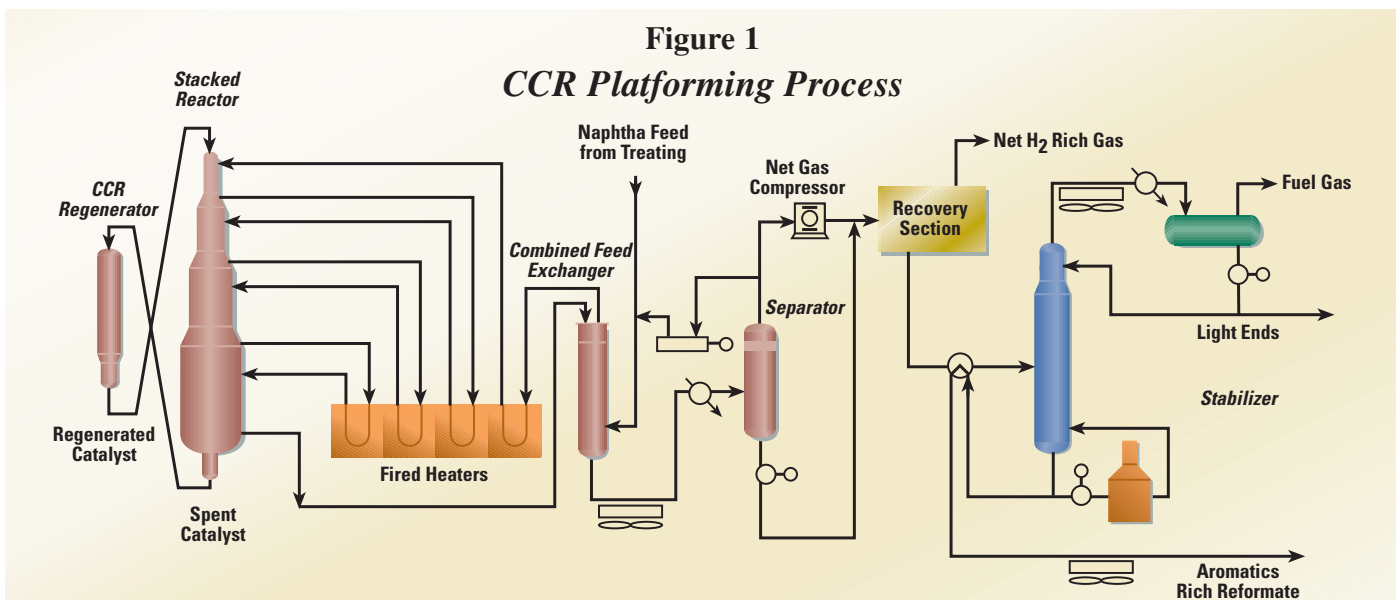 Figure 1
CCR Platforming Process
Stacked
Reactor
Naphtha Feed
from Treating
Net H2 Rich Gas
Net Gas
Compressor
Fuel Gas
CCR
Regenerator
Recovery
Section
Combined Feed
Exchanger
Separator
Light Ends
Stabilizer
Regenerated
Catalyst
Fired Heaters
Spent
Catalyst
Aromatics
Rich Reformate